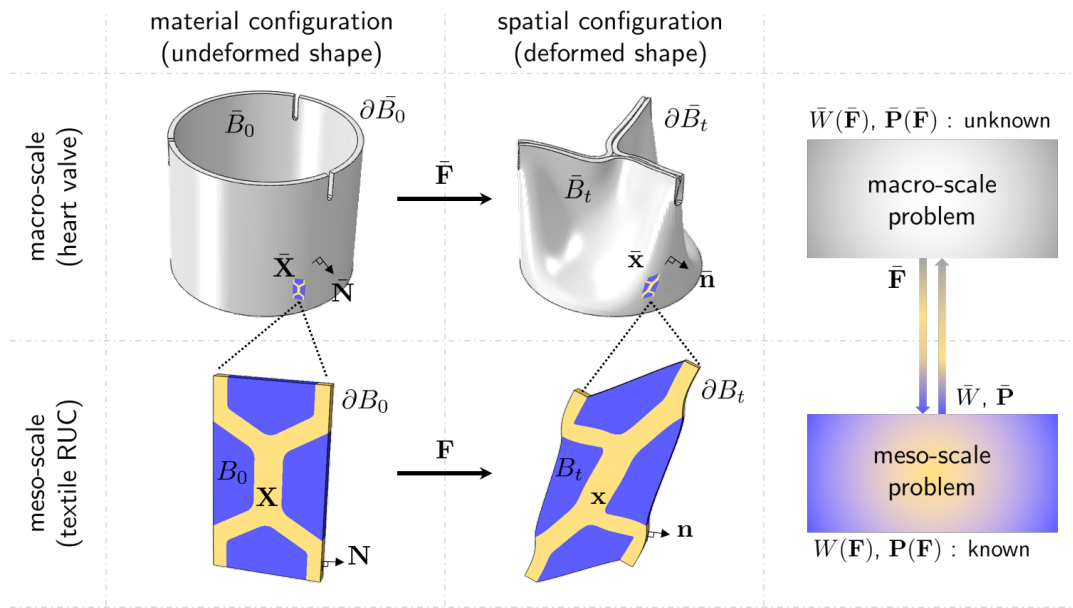 material configuration
(undeformed shape)
spatial configuration
(deformed shape)
macro-scale
(heart valve)
B̄₀
∂B̄₀
X̄
N̄
F̄
∂B̄ₜ
B̄ₜ
x̄
n̄
W̄(F̄), P̄(F̄) : unknown
macro-scale
problem
F̄
W̄, P̄
meso-scale
(textile RUC)
∂B₀
B₀
X
N
F
∂Bₜ
Bₜ
x
n
meso-scale
problem
W(F), P(F) : known